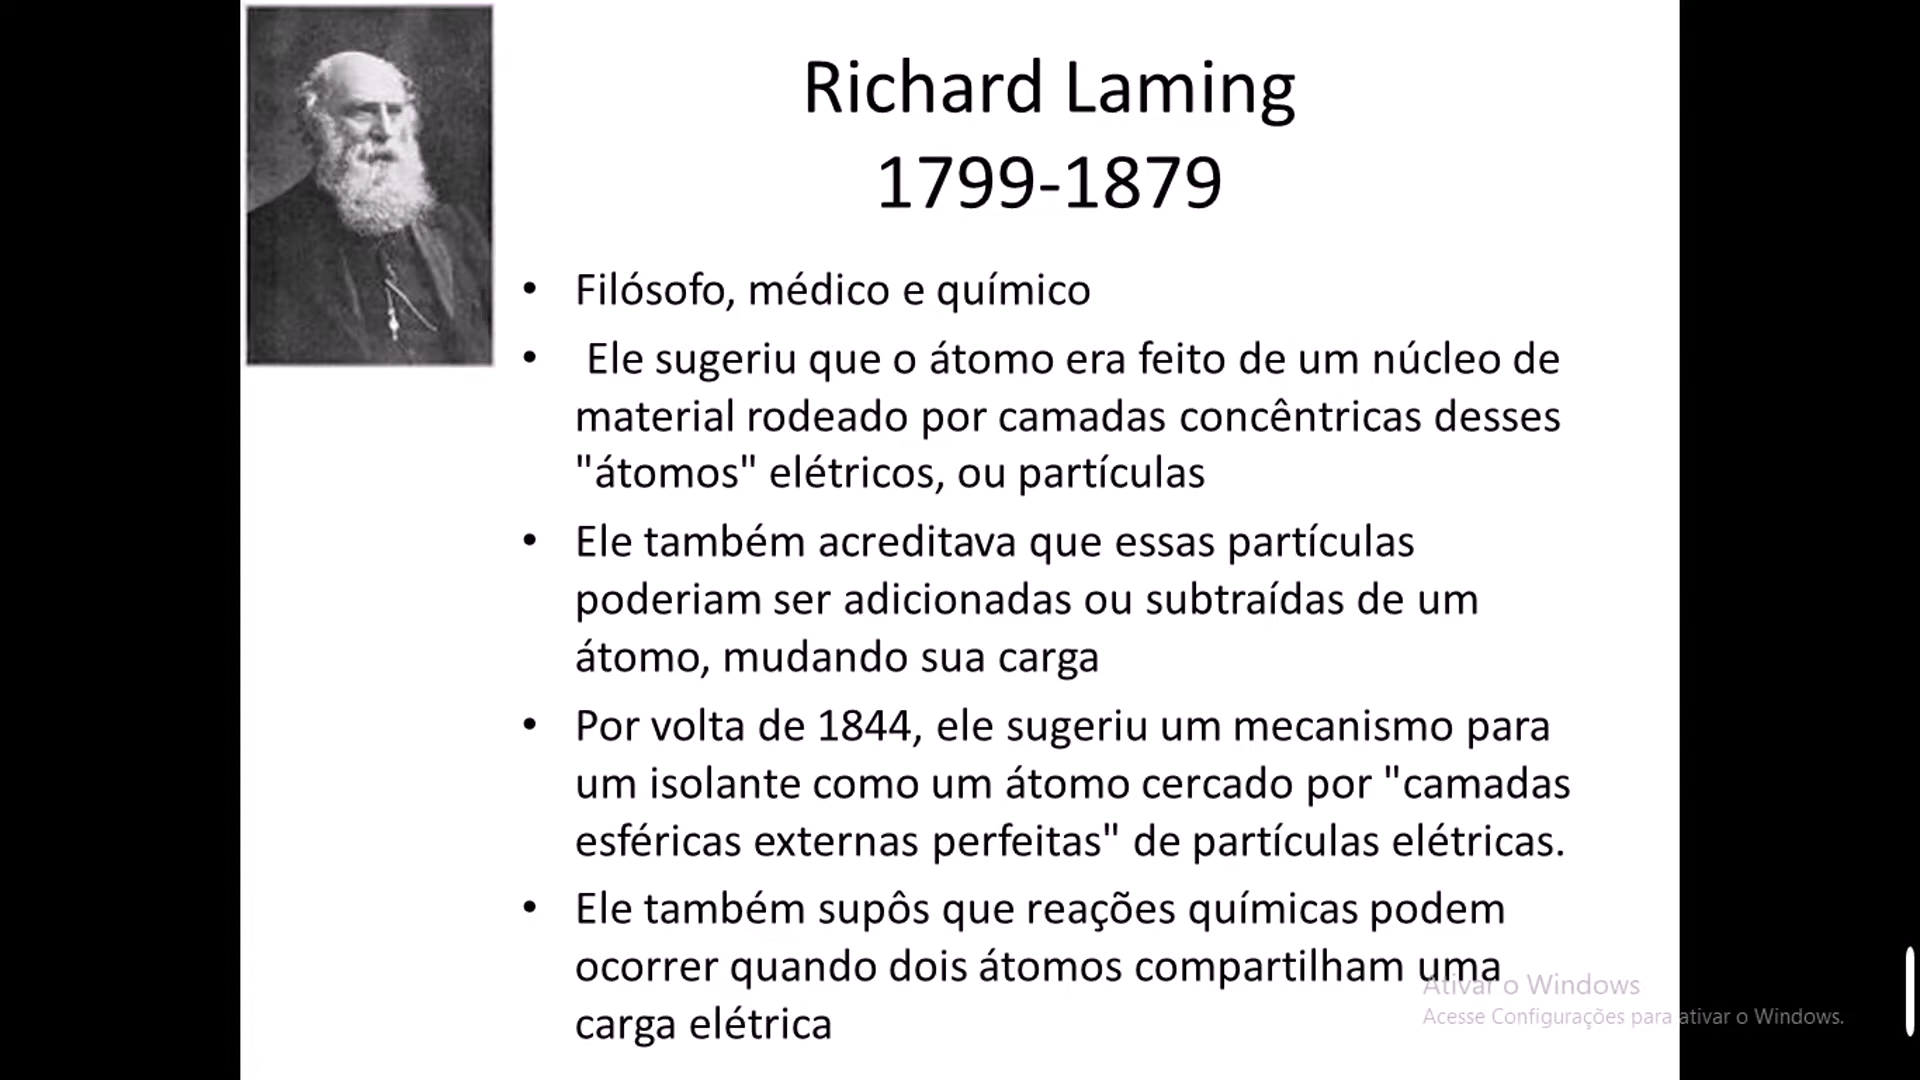 Richard Laming
1799-1879
• Filósofo, médico e químico
• Ele sugeriu que o átomo era feito de um núcleo de
material rodeado por camadas concêntricas desses
"átomos" elétricos, ou partículas
• Ele também acreditava que essas partículas
poderiam ser adicionadas ou subtraídas de um
átomo, mudando sua carga
• Por volta de 1844, ele sugeriu um mecanismo para
um isolante como um átomo cercado por "camadas
esféricas externas perfeitas" de partículas elétricas.
• Ele também supôs que reações químicas podem
ocorrer quando dois átomos compartilham uma
carga elétrica
Ativar o Windows
Acesse Configurações para ativar o Windows.